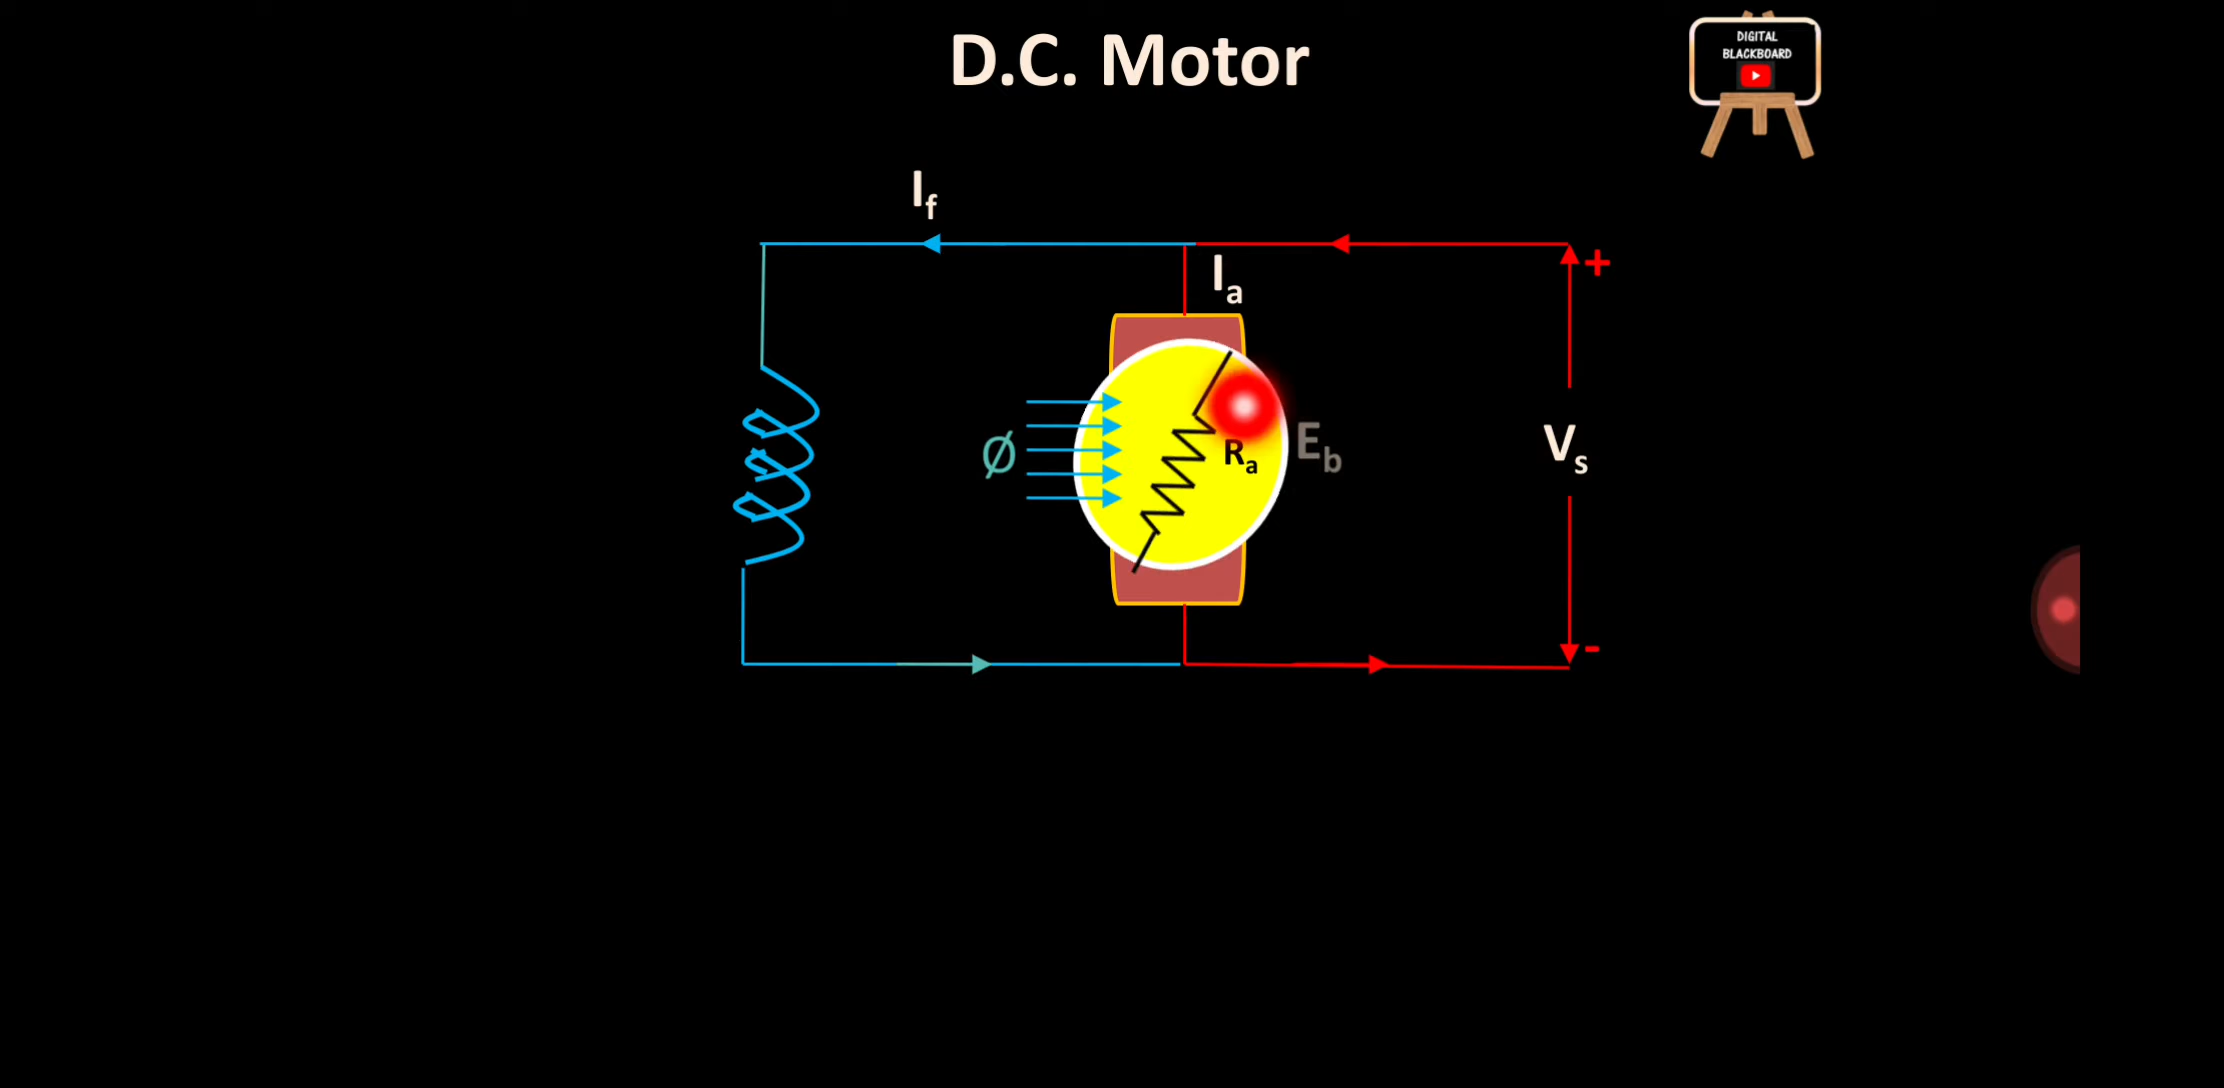 D.C. Motor
DIGITAL
BLACKBOARD
If
+
Ia
Ø
Ra
Eb
Vs
-